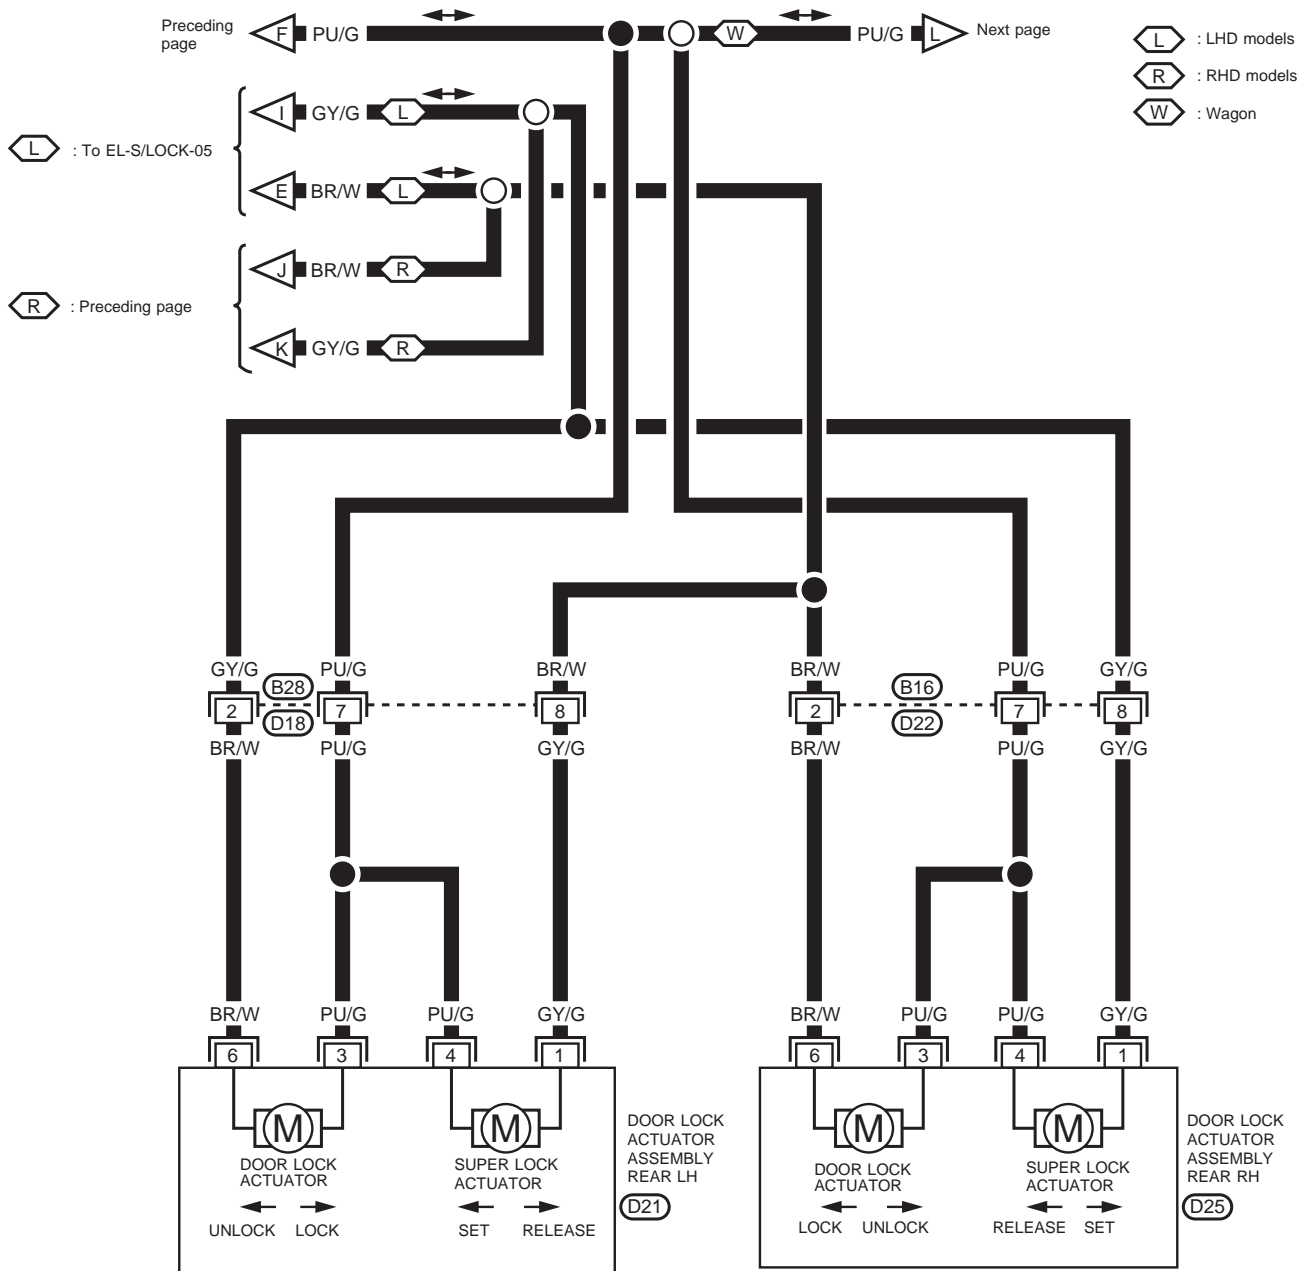 Preceding
page
F PU/G W PU/G L Next page
L : LHD models
R : RHD models
W : Wagon
I GY/G L
L : To EL-S/LOCK-05
E BR/W L
J BR/W R
R : Preceding page
K GY/G R
GY/G PU/G BR/W BR/W PU/G GY/G
B28 B16
2 7 8 2 7 8
D18 D22
BR/W PU/G GY/G BR/W PU/G GY/G
BR/W PU/G PU/G GY/G BR/W PU/G PU/G GY/G
6 3 4 1 6 3 4 1
M M M M
DOOR LOCK
ACTUATOR
UNLOCK LOCK
SUPER LOCK
ACTUATOR
SET RELEASE
DOOR LOCK
ACTUATOR
ASSEMBLY
REAR LH
D21
DOOR LOCK
ACTUATOR
LOCK UNLOCK
SUPER LOCK
ACTUATOR
RELEASE SET
DOOR LOCK
ACTUATOR
ASSEMBLY
REAR RH
D25